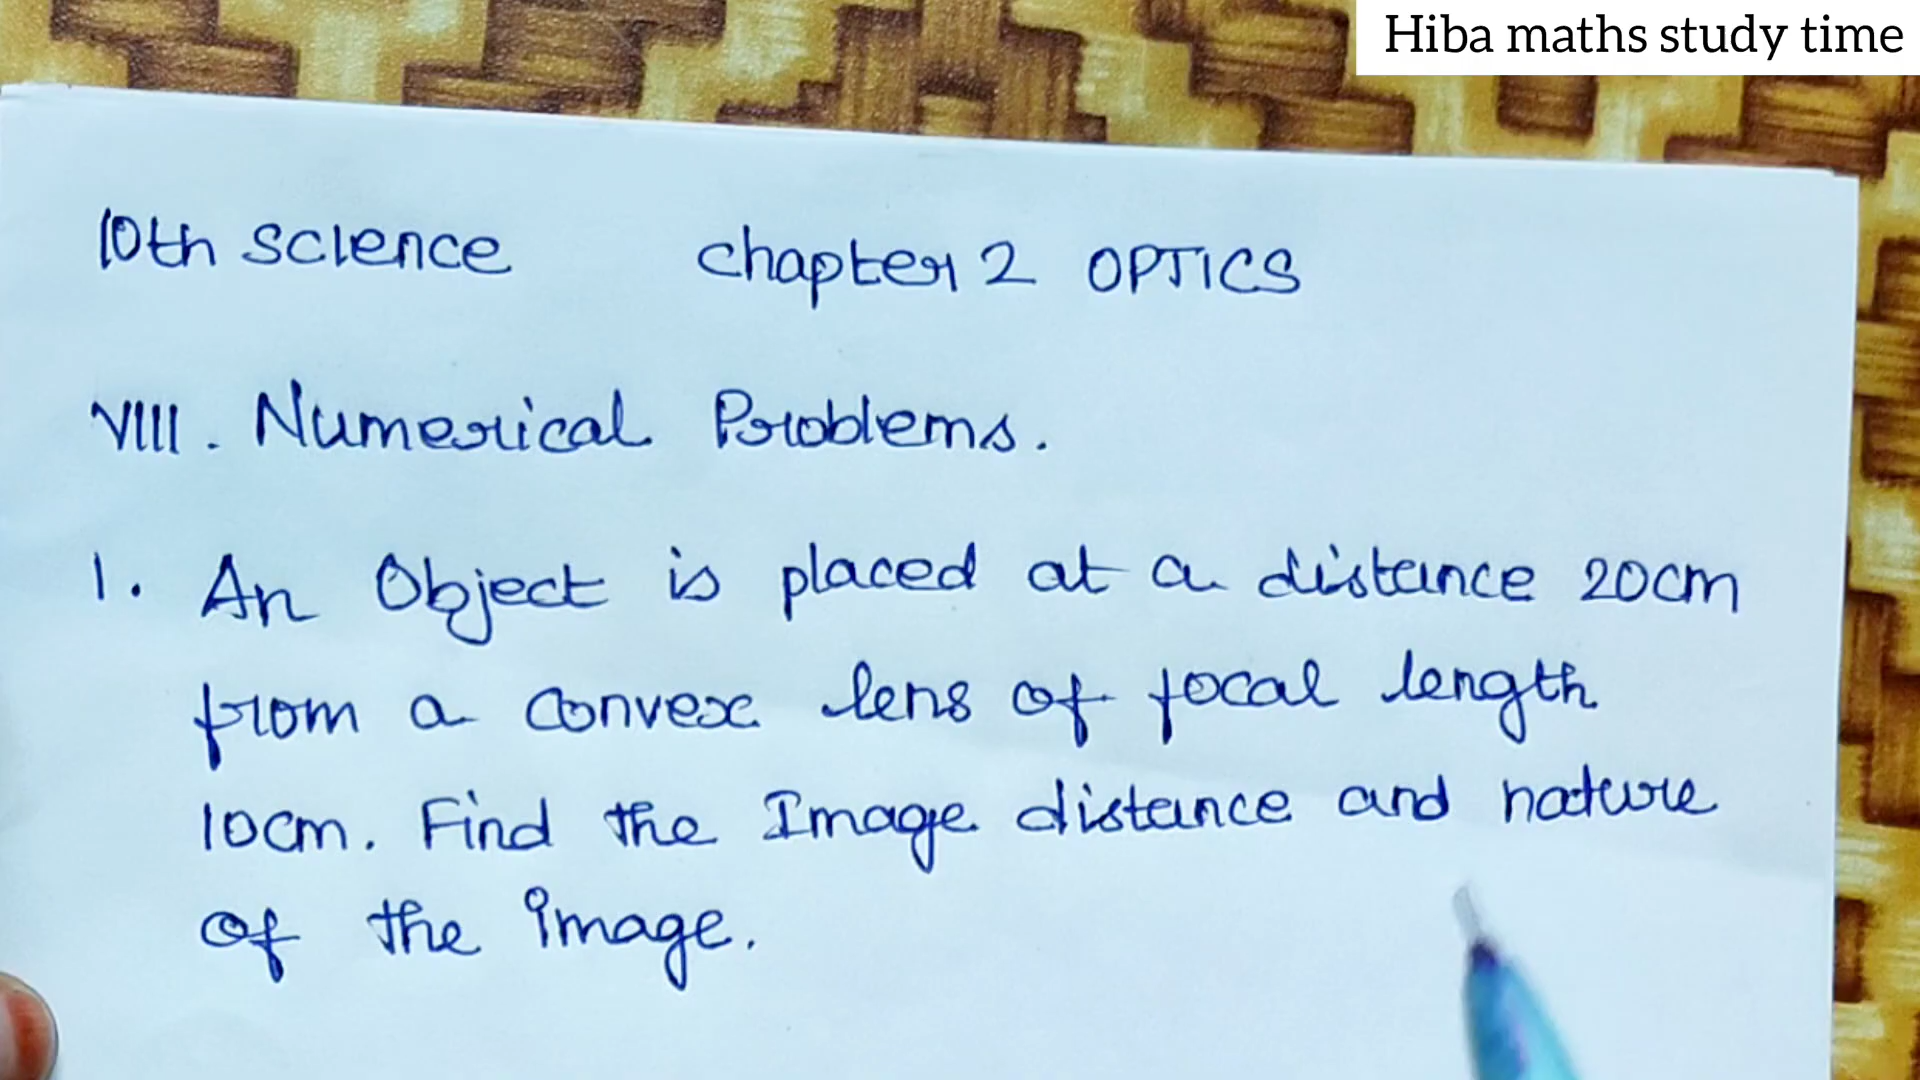 Hiba maths study time
10th science chapter 2 OPTICS
VIII. Numerical Problems.
1. An Object is placed at a distance 20cm
from a convex lens of focal length
10cm. Find the Image distance and nature
of the image.